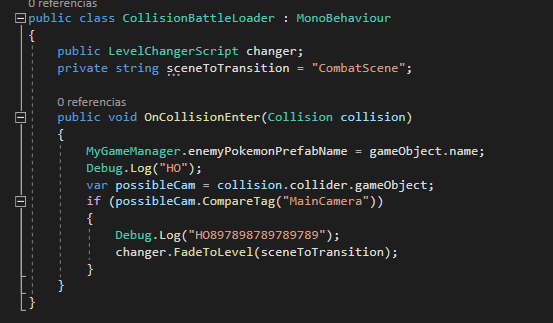 0 referencias
public class CollisionBattleLoader : MonoBehaviour
{
public LevelChangerScript changer;
private string sceneToTransition = "CombatScene";
0 referencias
public void OnCollisionEnter(Collision collision)
{
MyGameManager.enemyPokemonPrefabName = gameObject.name;
Debug.Log("HO");
var possibleCam = collision.collider.gameObject;
if (possibleCam.CompareTag("MainCamera"))
{
Debug.Log("HO897898789789789");
changer.FadeToLevel(sceneToTransition);
}
}
}